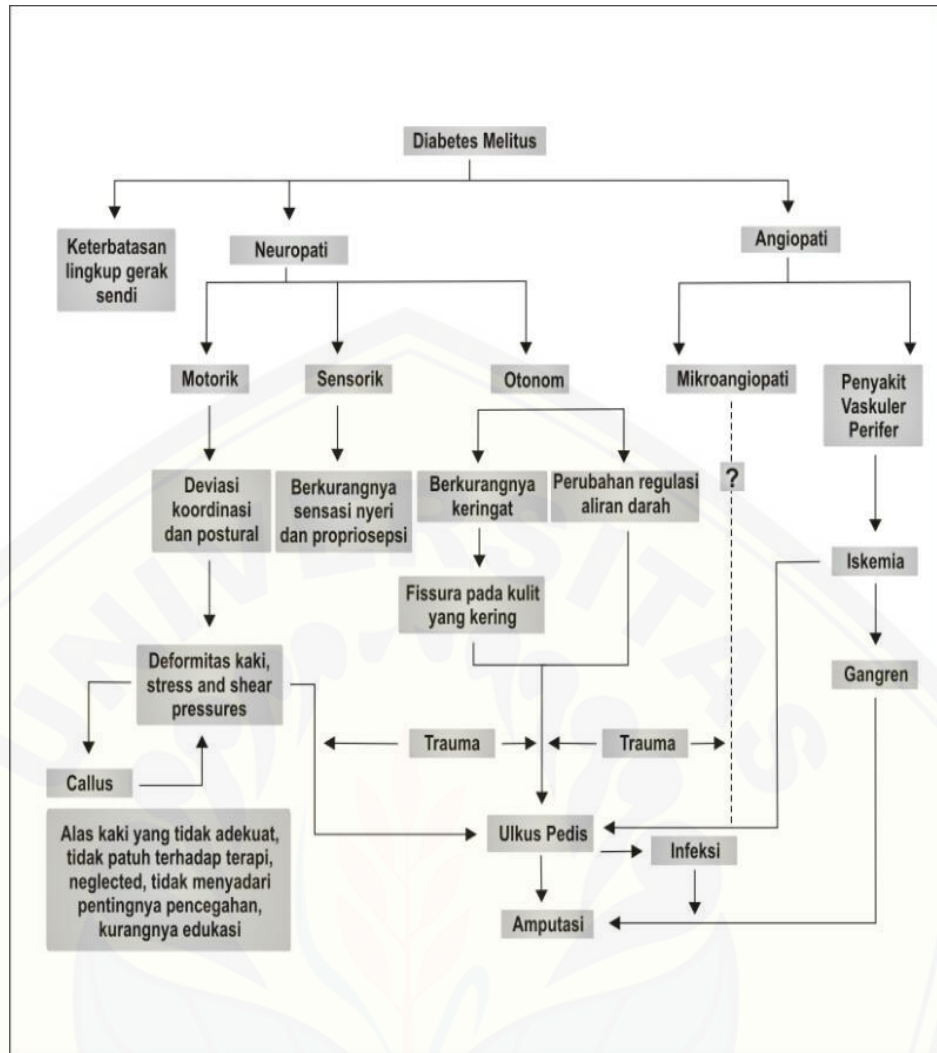 Diabetes Melitus
Keterbatasan
lingkup gerak
sendi
Neuropati
Angiopati
Motorik
Sensorik
Otonom
Mikroangiopati
Penyakit
Vaskuler
Perifer
Deviasi
koordinasi
dan postural
Berkurangnya
sensasi nyeri
dan propriosepsi
Berkurangnya
keringat
Perubahan regulasi
aliran darah
?
Iskemia
Fissura pada kulit
yang kering
Deformitas kaki,
stress and shear
pressures
Gangren
Trauma
Trauma
Callus
Alas kaki yang tidak adekuat,
tidak patuh terhadap terapi,
neglected, tidak menyadari
pentingnya pencegahan,
kurangnya edukasi
Ulkus Pedis
Infeksi
Amputasi
UNIVERSITAS